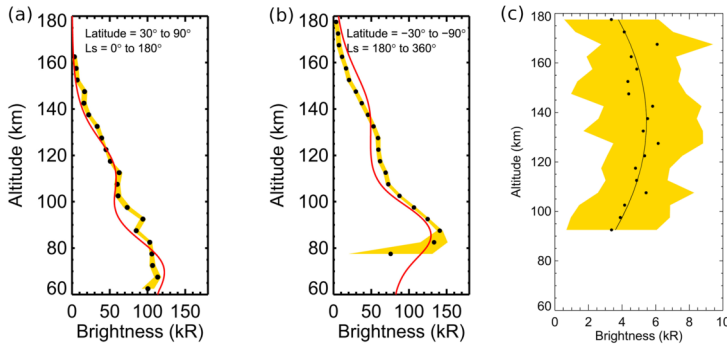 (a)
180
160
140
120
100
80
60
Altitude (km)
Latitude = 30° to 90°
Ls = 0° to 180°
0 50 100 150
Brightness (kR)
(b)
180
160
140
120
100
80
60
Altitude (km)
Latitude = −30° to −90°
Ls = 180° to 360°
0 50 100 150
Brightness (kR)
(c)
180
160
140
120
100
80
60
Altitude (km)
0 2 4 6 8 10
Brightness (kR)